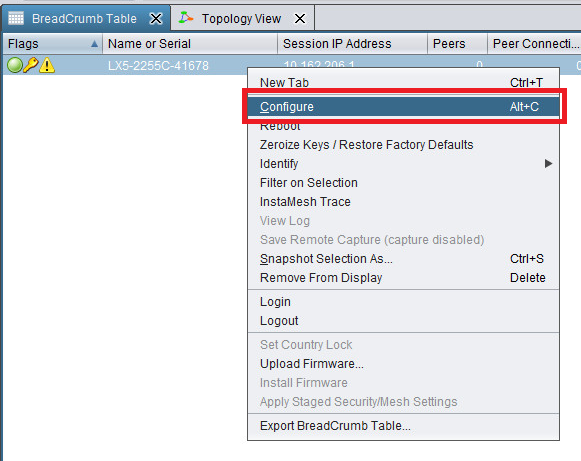 BreadCrumb Table
Topology View
Flags Name or Serial Session IP Address Peers Peer Connecti...
LX5-2255C-41678 10.162.206.1 0 0
New Tab Ctrl+T
Configure Alt+C
Reboot
Zeroize Keys / Restore Factory Defaults
Identify
Filter on Selection
InstaMesh Trace
View Log
Save Remote Capture (capture disabled)
Snapshot Selection As... Ctrl+S
Remove From Display Delete
Login
Logout
Set Country Lock
Upload Firmware...
Install Firmware
Apply Staged Security/Mesh Settings
Export BreadCrumb Table...